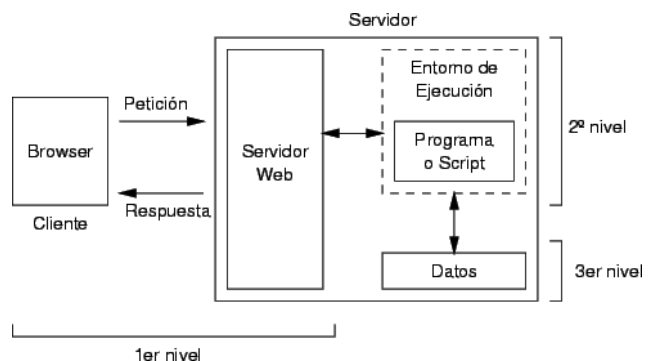 Servidor
Entorno de
Ejecución
Petición
Programa
o Script
2º nivel
Browser
Servidor
Web
Respuesta
Cliente
Datos
3er nivel
1er nivel